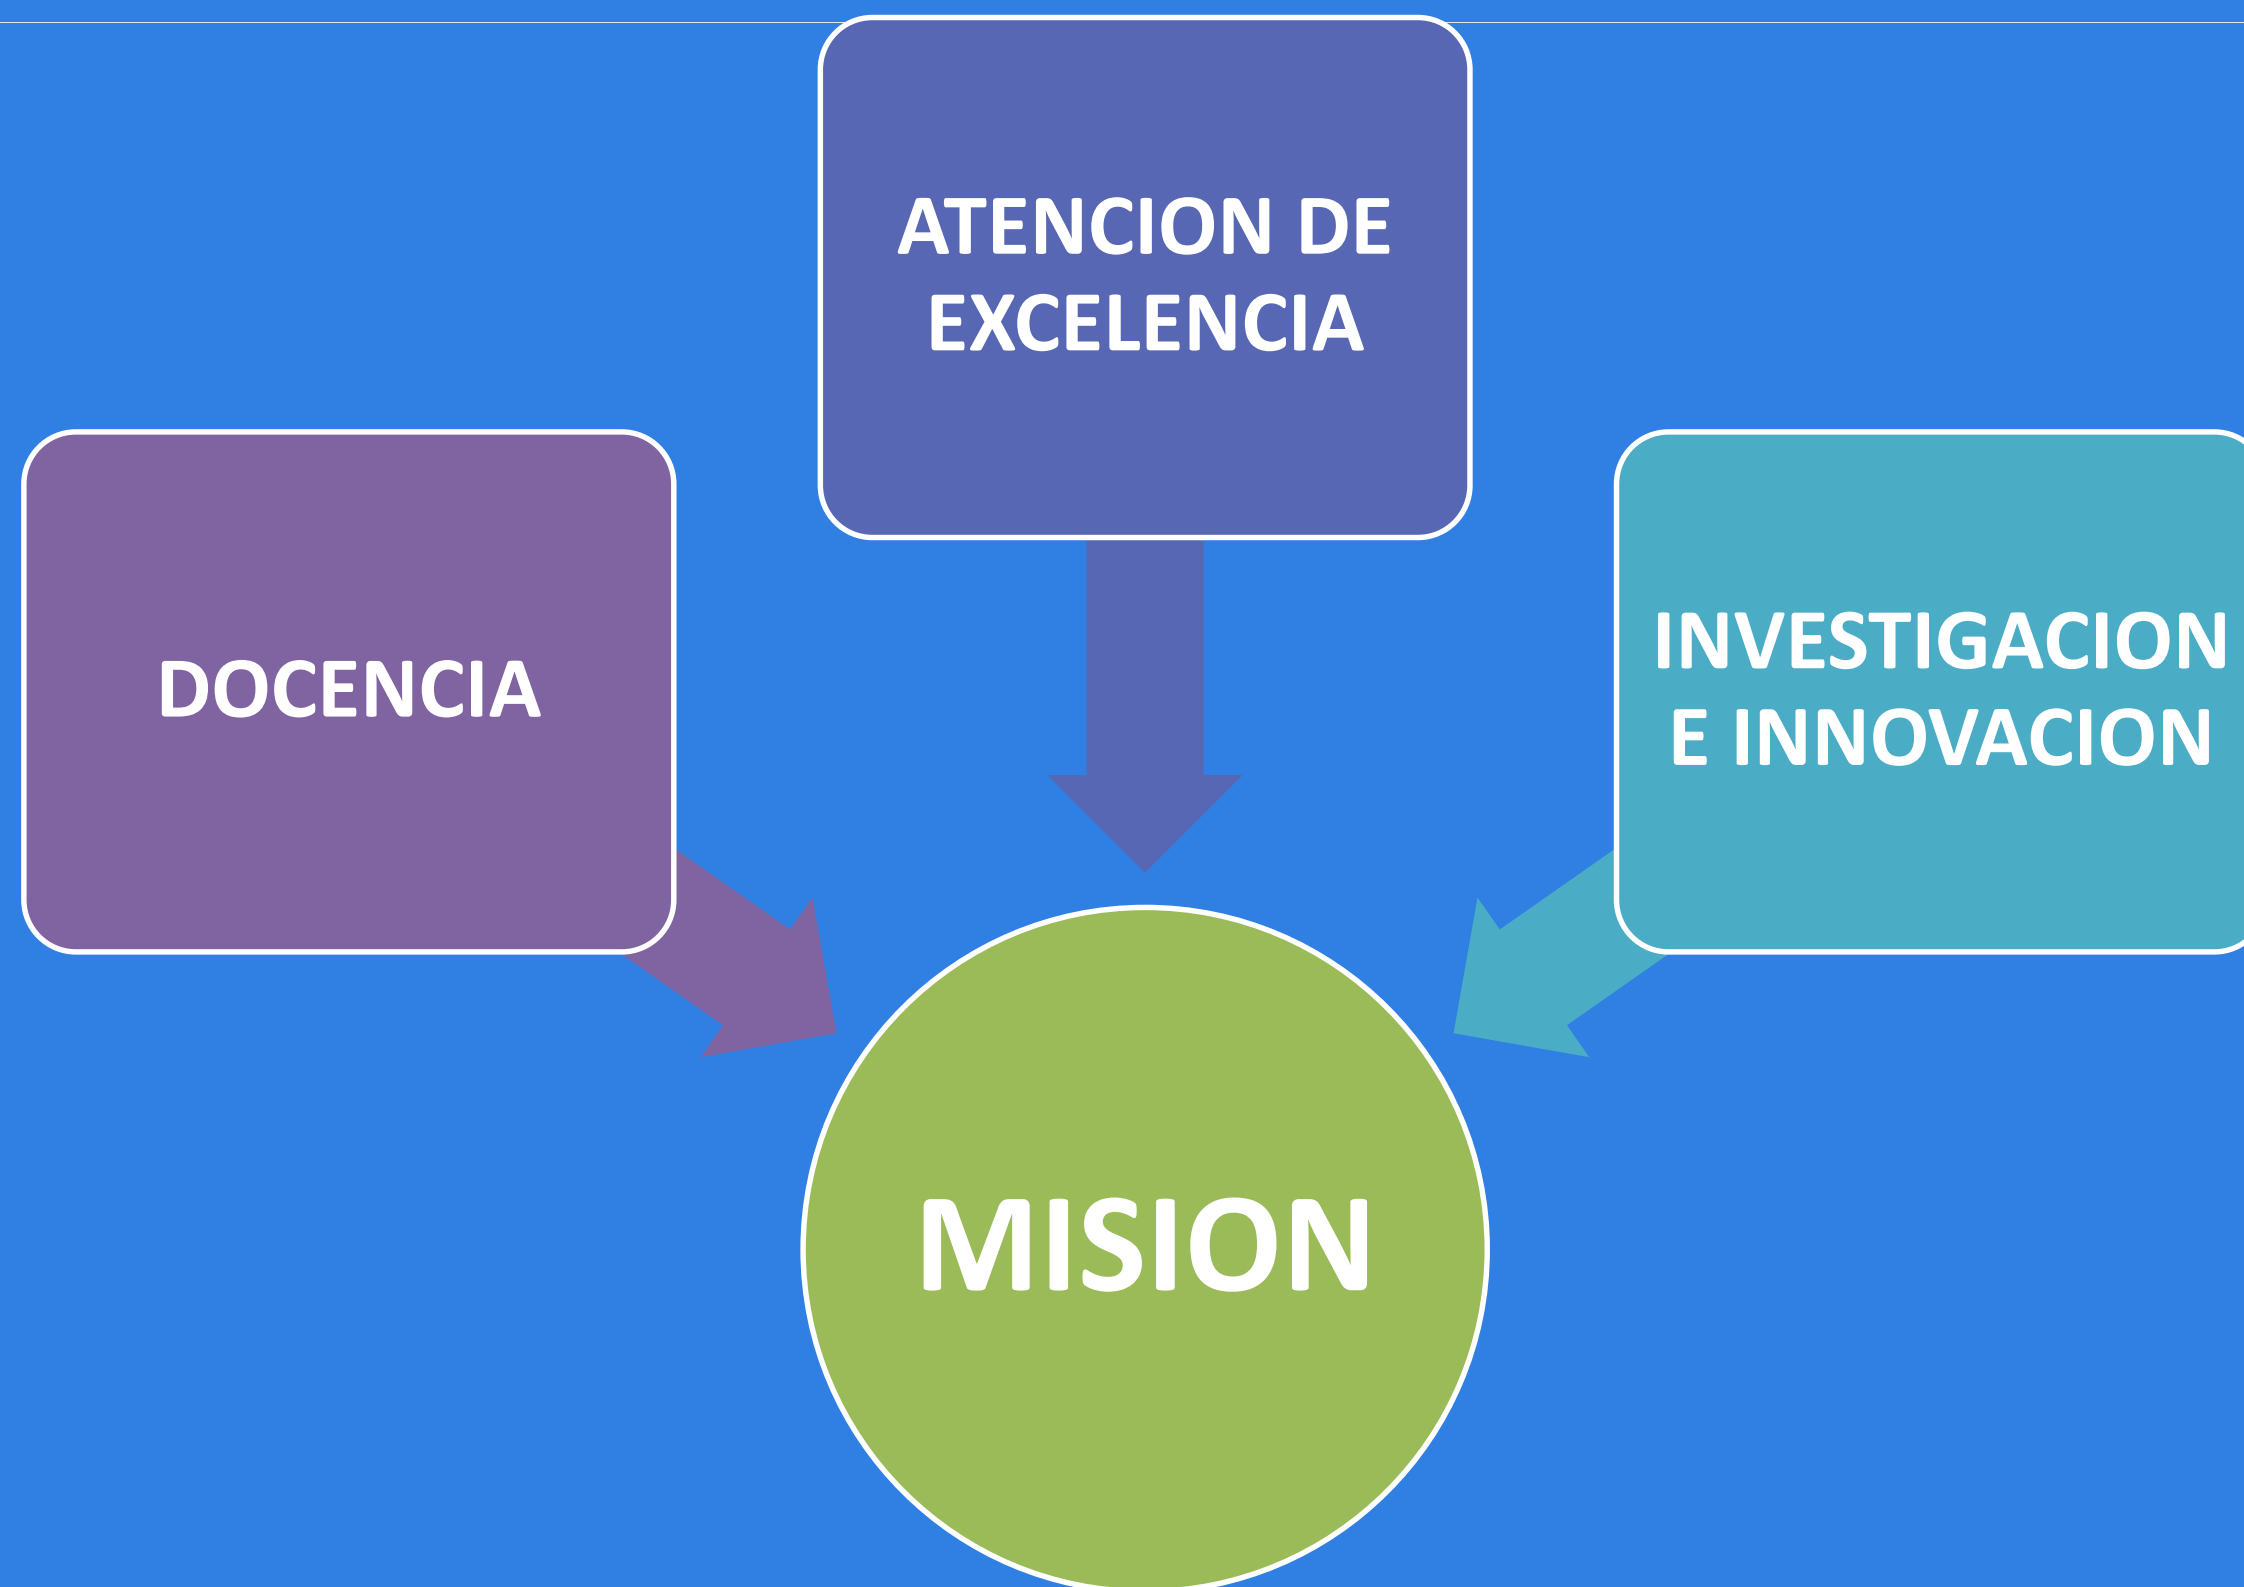 ATENCION DE
EXCELENCIA
DOCENCIA
INVESTIGACION
E INNOVACION
MISION